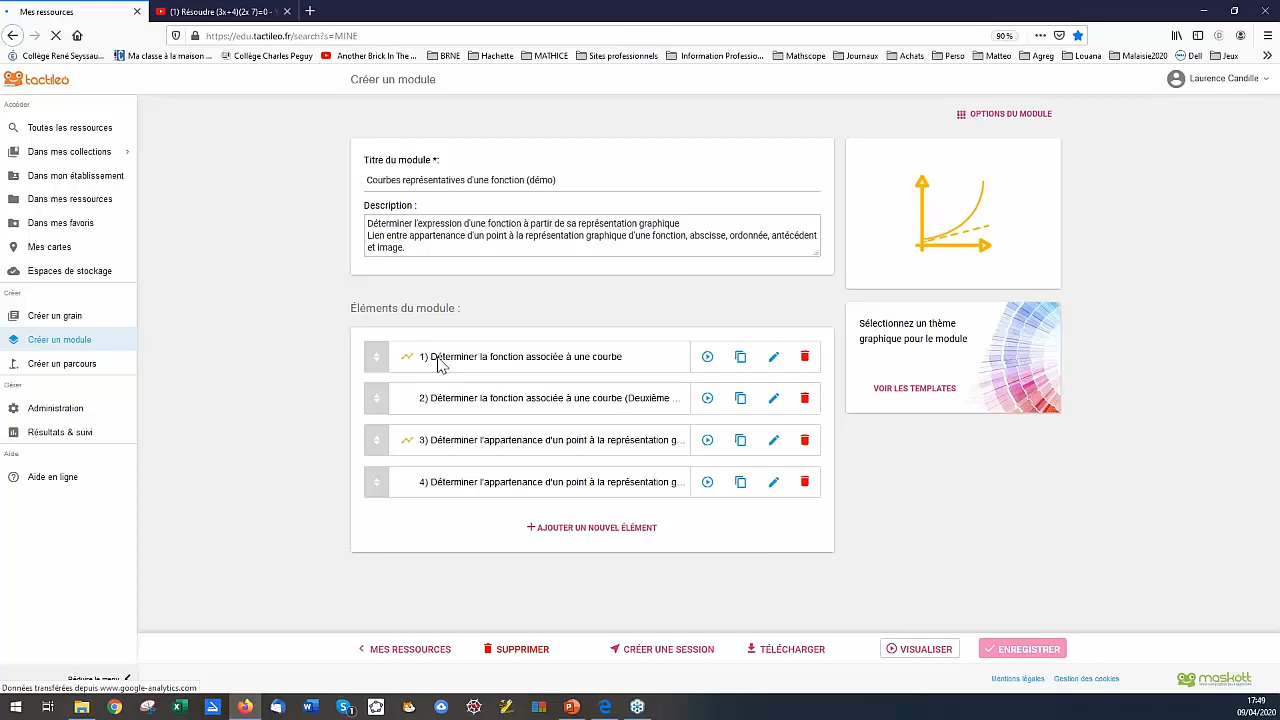 Mes ressources
(1) Résoudre (3x+4)(2x 7)=0 -
https://edu.tactileo.fr/search?s=MINE
90 %
Collège René Seyssau...
Ma classe à la maison ...
Collège Charles Peguy
Another Brick In The ...
BRNE
Hachette
MATHICE
Sites professionnels
Information Professio...
Mathscope
Journaux
Achats
Perso
Matteo
Agreg
Louana
Malaisie2020
Dell
Jeux
tactileo
Créer un module
Laurence Candille
Accéder
Toutes les ressources
Dans mes collections
Dans mon établissement
Dans mes ressources
Dans mes favoris
Mes cartes
Espaces de stockage
Créer
Créer un grain
Créer un module
Créer un parcours
Gérer
Administration
Résultats & suivi
Aide
Aide en ligne
Réduire le menu
OPTIONS DU MODULE
Titre du module *:
Courbes représentatives d'une fonction (démo)
Description :
Déterminer l'expression d'une fonction à partir de sa représentation graphique
Lien entre appartenance d'un point à la représentation graphique d'une fonction, abscisse, ordonnée, antécédent
et image.
Éléments du module :
1) Déterminer la fonction associée à une courbe
2) Déterminer la fonction associée à une courbe (Deuxième ...
3) Déterminer l'appartenance d'un point à la représentation g...
4) Déterminer l'appartenance d'un point à la représentation g...
AJOUTER UN NOUVEL ÉLÉMENT
Sélectionnez un thème
graphique pour le module
VOIR LES TEMPLATES
MES RESSOURCES
SUPPRIMER
CRÉER UNE SESSION
TÉLÉCHARGER
VISUALISER
ENREGISTRER
Mentions légales
Gestion des cookies
maskott
Données transférées depuis www.google-analytics.com
17:49
09/04/2020